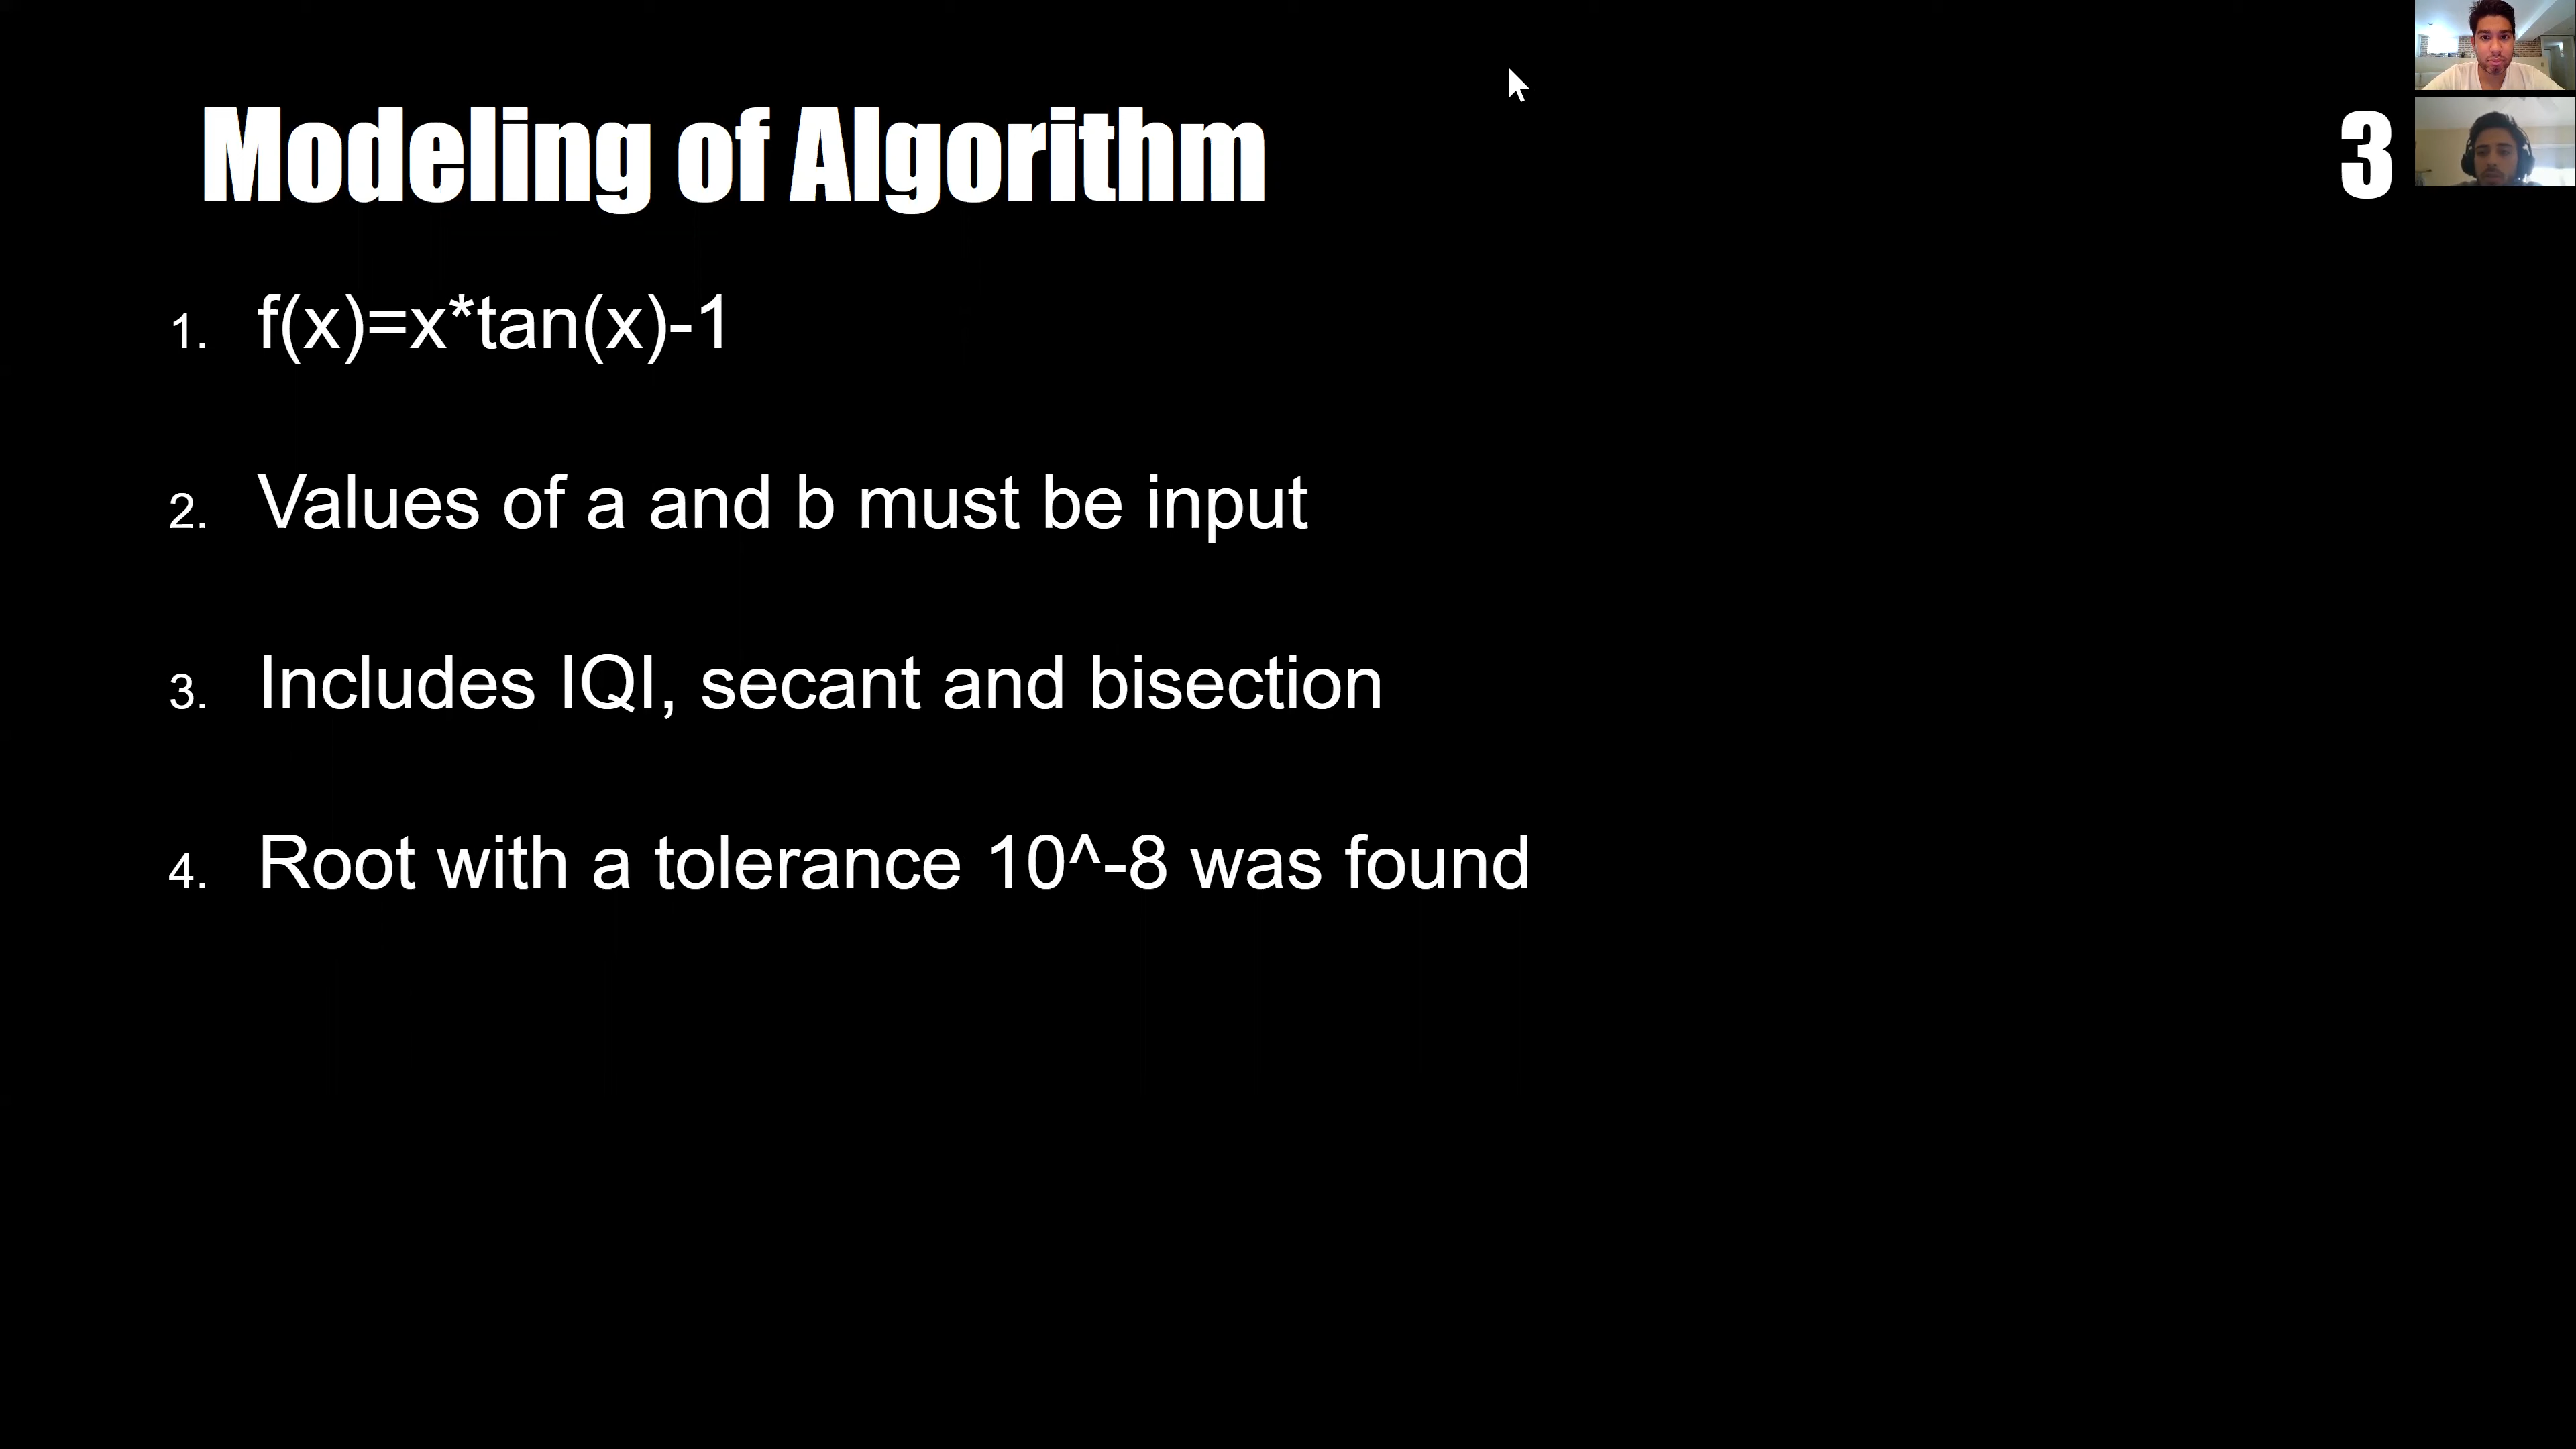 Modeling of Algorithm
3
1. f(x)=x*tan(x)-1
2. Values of a and b must be input
3. Includes IQI, secant and bisection
4. Root with a tolerance 10^-8 was found